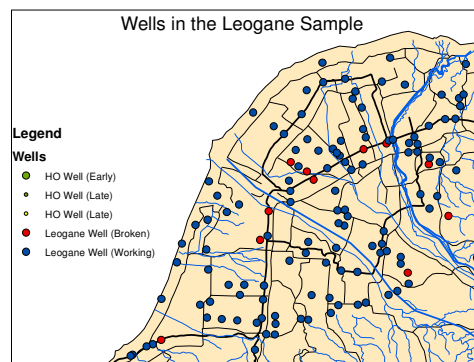 Wells in the Leogane Sample
Legend
Wells
HO Well (Early)
HO Well (Late)
HO Well (Late)
Leogane Well (Broken)
Leogane Well (Working)